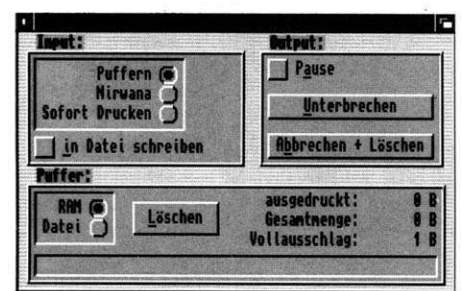 Input:
Puffern
Nirwana
Sofort Drucken
in Datei schreiben
Output:
Pause
Unterbrechen
Abbrechen + Löschen
Puffer:
RAM
Datei
Löschen
ausgedruckt: 0 B
Gesamtmenge: 0 B
Vollausschlag: 1 B